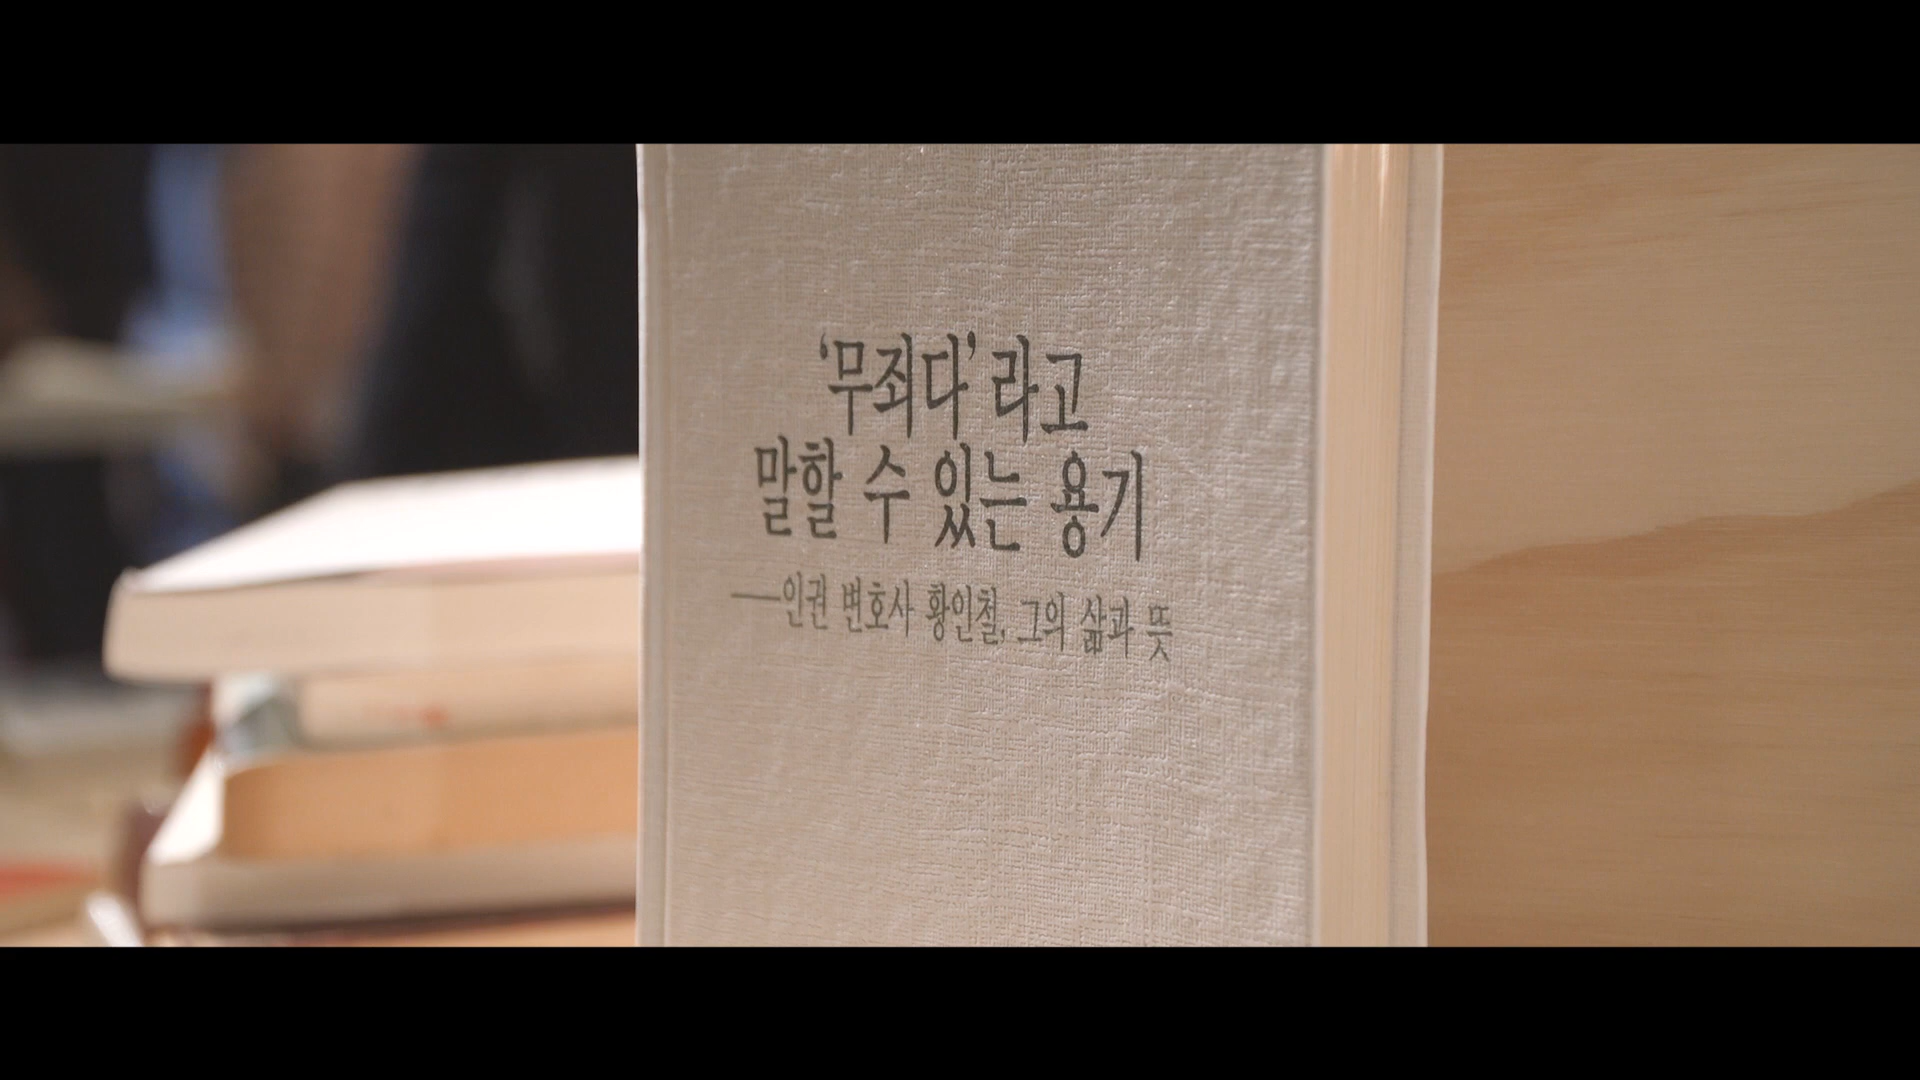 ‘무죄다’라고
말할 수 있는 용기
—인권 변호사 황인철, 그의 삶과 뜻